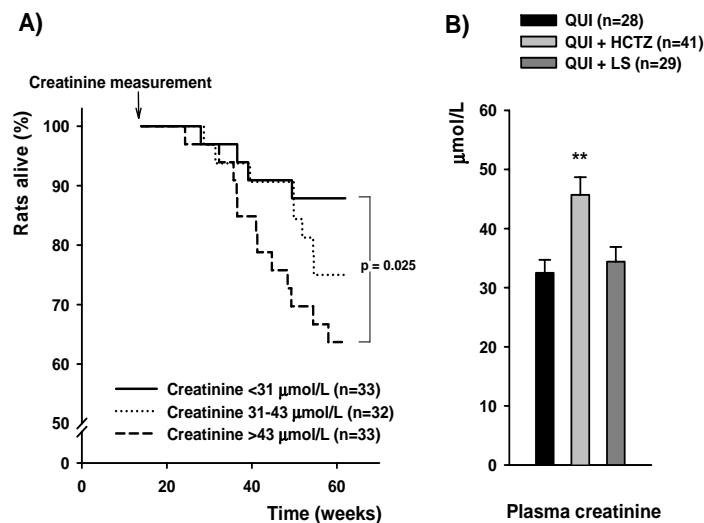 A)
Creatinine measurement
Rats alive (%)
100
90
80
70
60
50
0
p = 0.025
Creatinine <31 μmol/L (n=33)
Creatinine 31-43 μmol/L (n=32)
Creatinine >43 μmol/L (n=33)
0 20 40 60 80
Time (weeks)
B)
QUI (n=28)
QUI + HCTZ (n=41)
QUI + LS (n=29)
μmol/L
60
50
40
30
20
10
0
**
Plasma creatinine